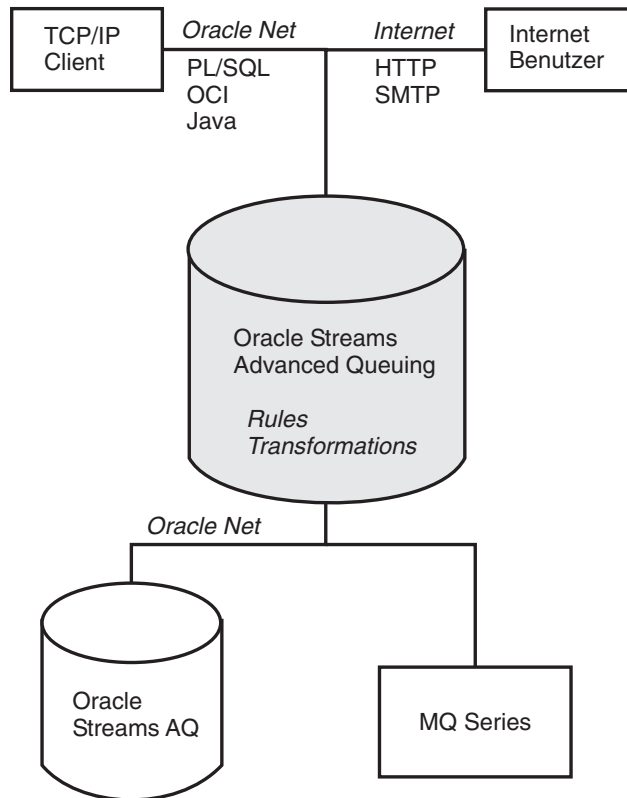 TCP/IP
Client
Oracle Net
PL/SQL
OCI
Java
Internet
HTTP
SMTP
Internet
Benutzer
Oracle Streams
Advanced Queuing
Rules
Transformations
Oracle Net
Oracle
Streams AQ
MQ Series